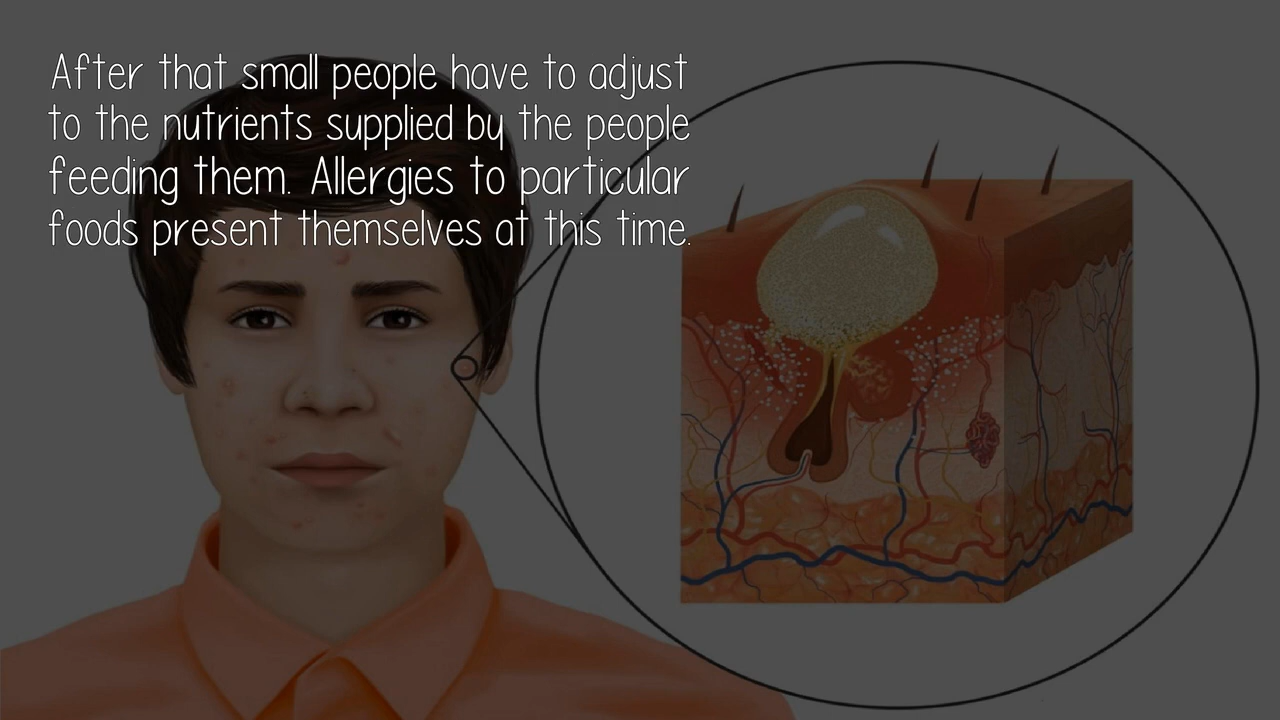 After that small people have to adjust
to the nutrients supplied by the people
feeding them. Allergies to particular
foods present themselves at this time.